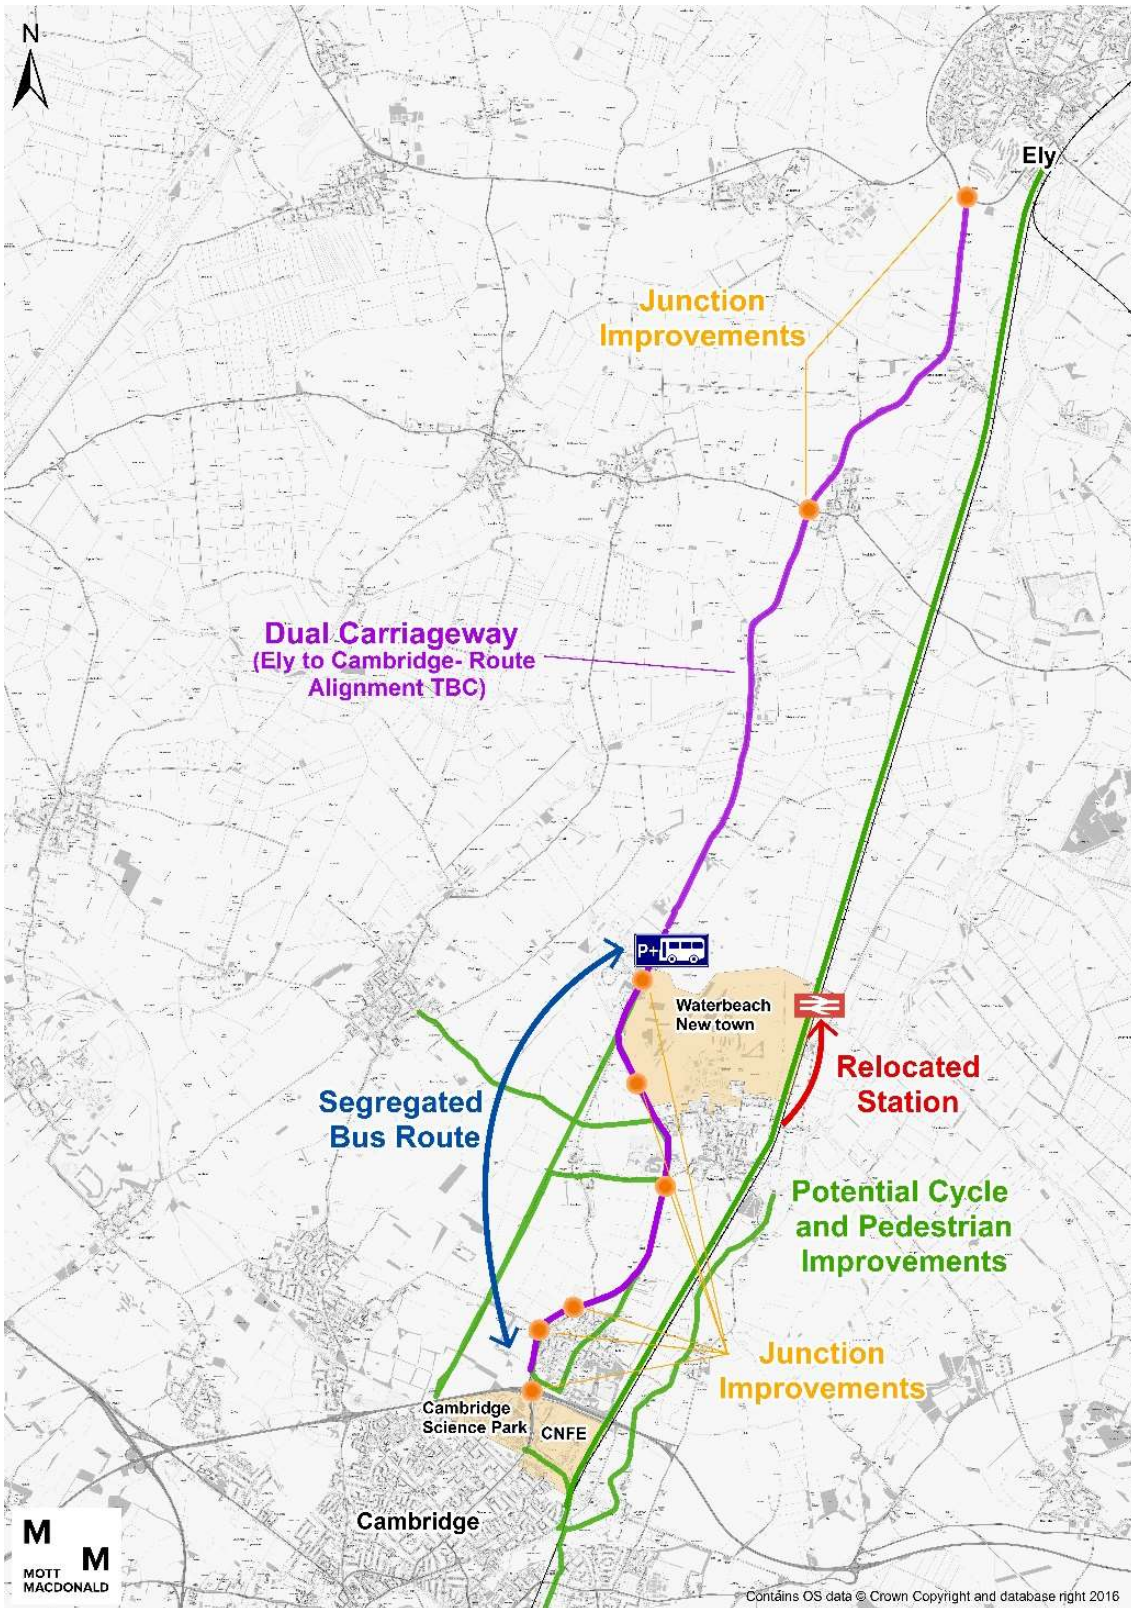 N
Ely
Junction
Improvements
Dual Carriageway
(Ely to Cambridge- Route
Alignment TBC)
P+
Waterbeach
New town
Relocated
Station
Segregated
Bus Route
Potential Cycle
and Pedestrian
Improvements
Junction
Improvements
Cambridge
Science Park
CNFE
Cambridge
M
M
MOTT
MACDONALD
Contains OS data © Crown Copyright and database right 2016